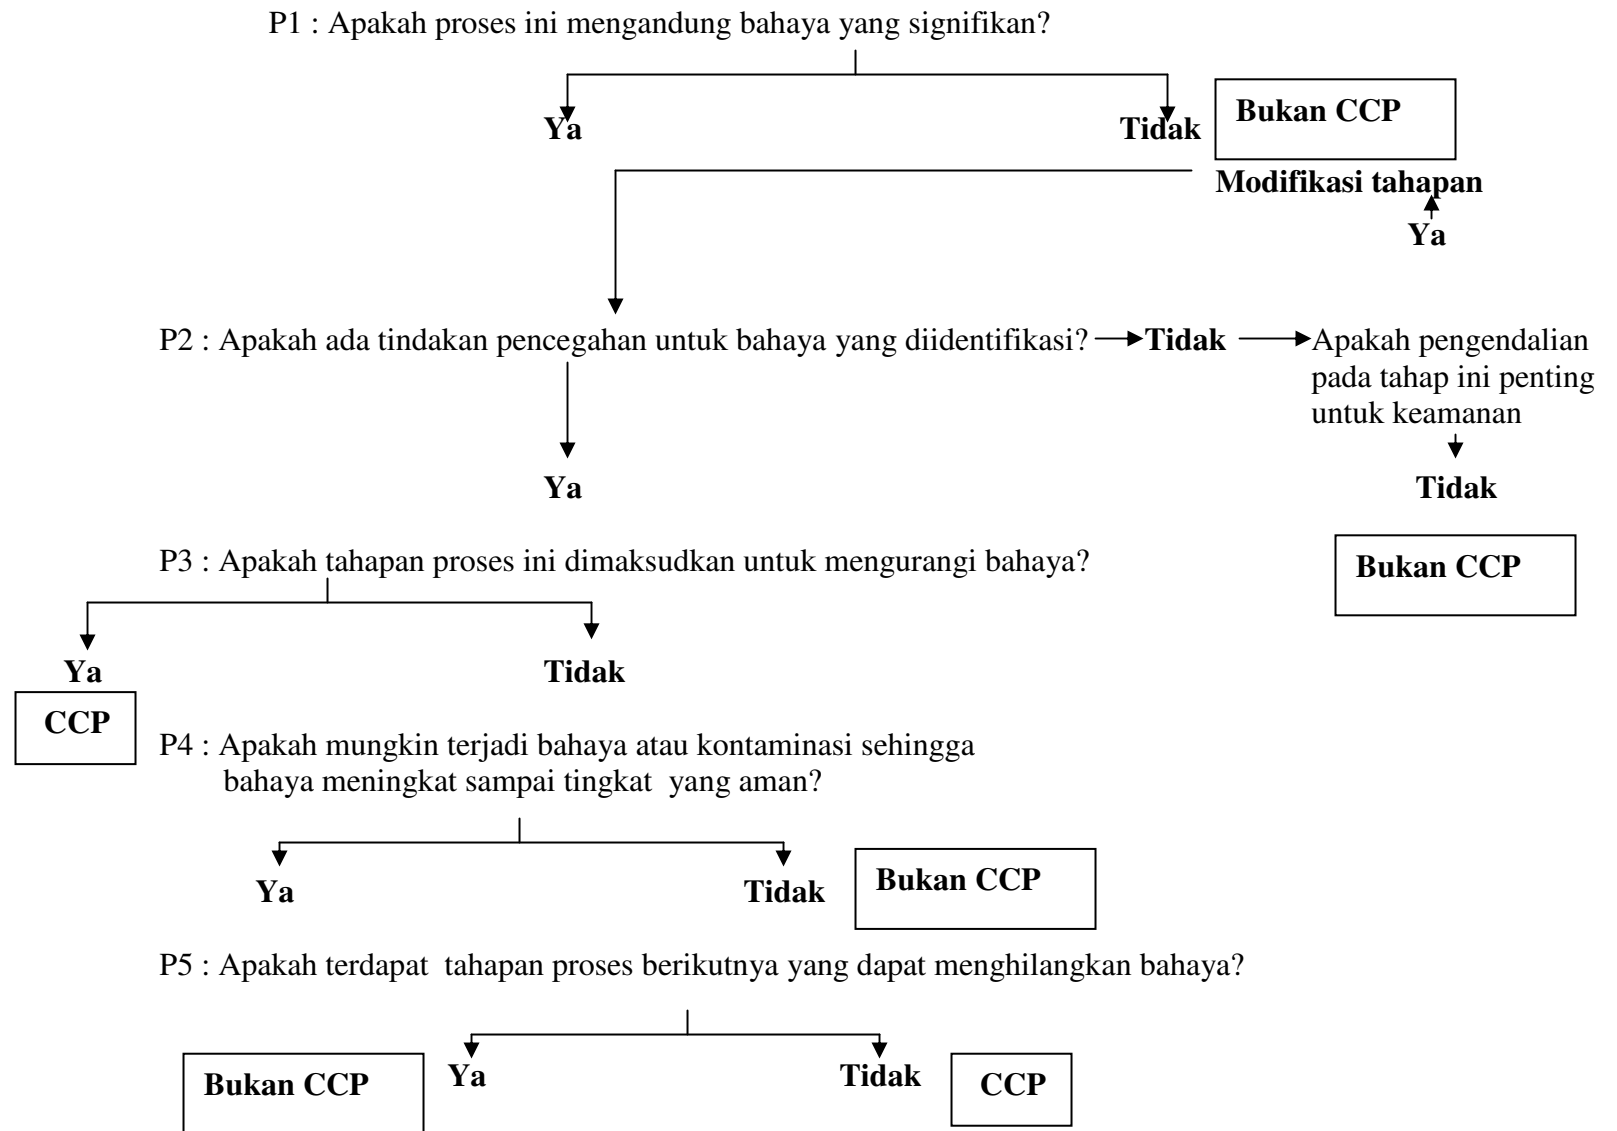 P1 : Apakah proses ini mengandung bahaya yang signifikan?
Ya
Tidak
Bukan CCP
Modifikasi tahapan
Ya
P2 : Apakah ada tindakan pencegahan untuk bahaya yang diidentifikasi?
Tidak
Apakah pengendalian
pada tahap ini penting
untuk keamanan
Ya
Tidak
Bukan CCP
P3 : Apakah tahapan proses ini dimaksudkan untuk mengurangi bahaya?
Ya
Tidak
CCP
P4 : Apakah mungkin terjadi bahaya atau kontaminasi sehingga
bahaya meningkat sampai tingkat yang aman?
Ya
Tidak
Bukan CCP
P5 : Apakah terdapat tahapan proses berikutnya yang dapat menghilangkan bahaya?
Bukan CCP
Ya
Tidak
CCP